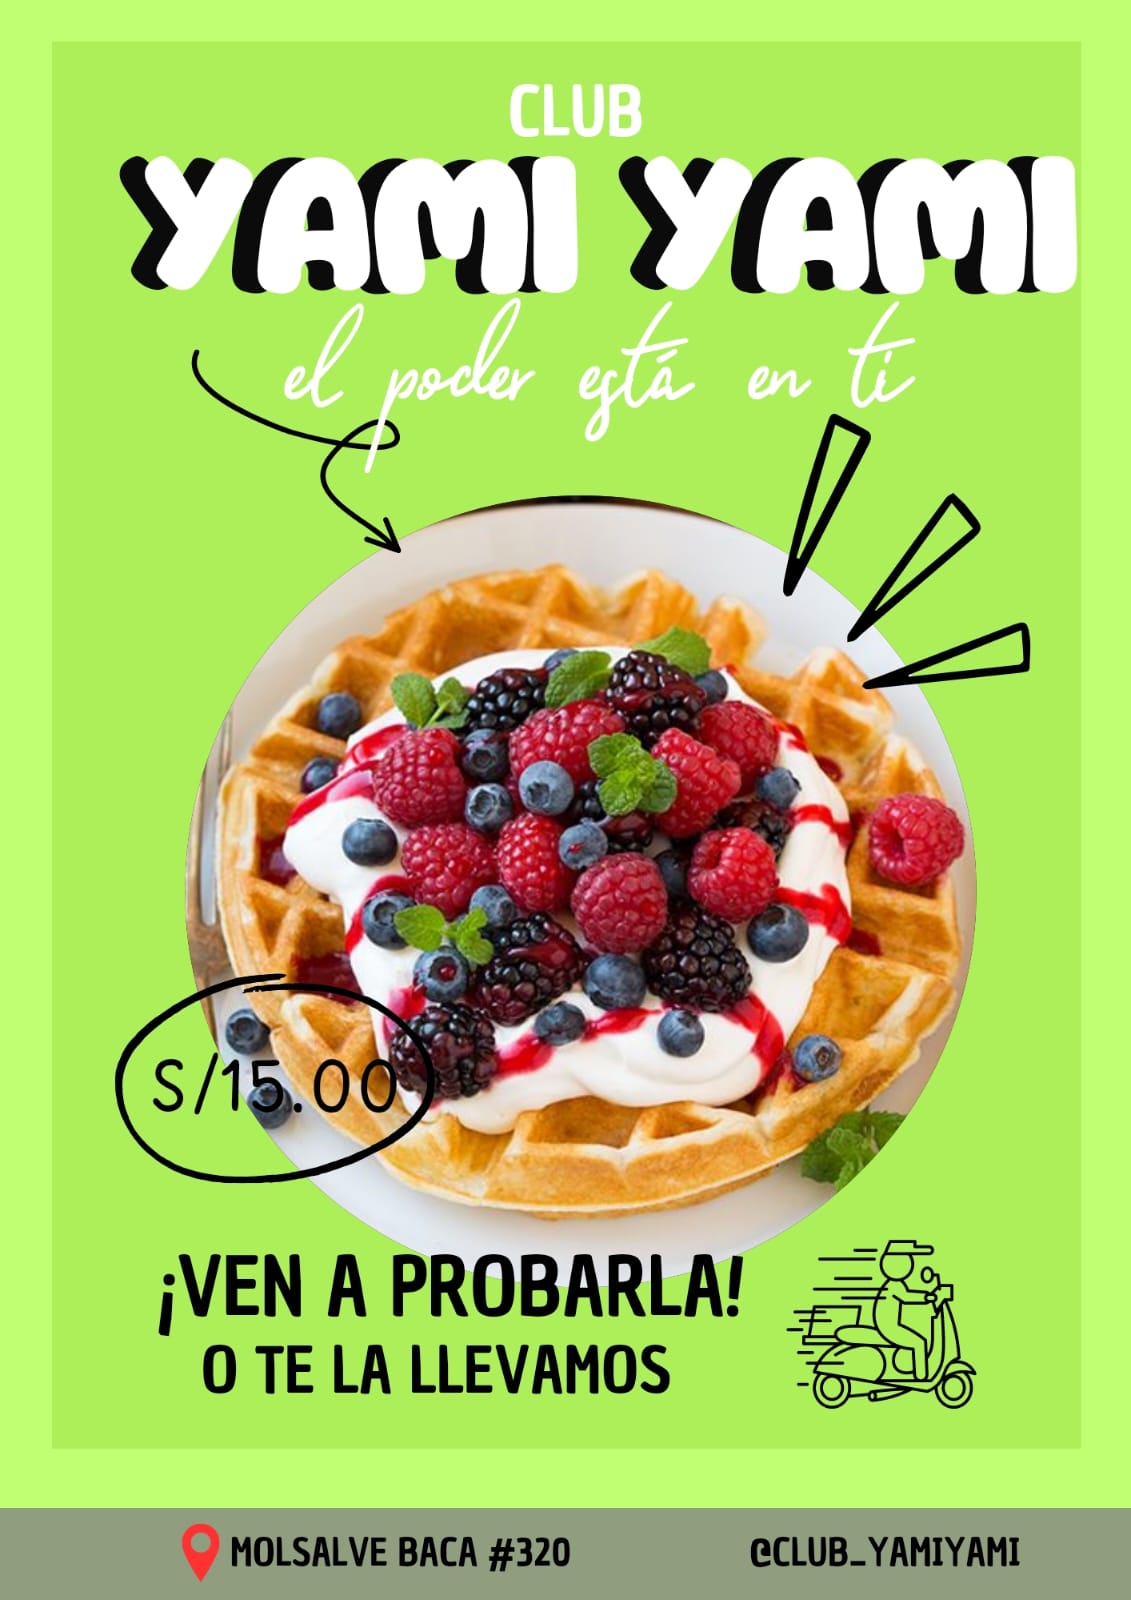 CLUB
YAMI YAMI
el poder está en ti
S/15.00
¡VEN A PROBARLA!
O TE LA LLEVAMOS
MOLSALVE BACA #320
@CLUB_YAMIYAMI